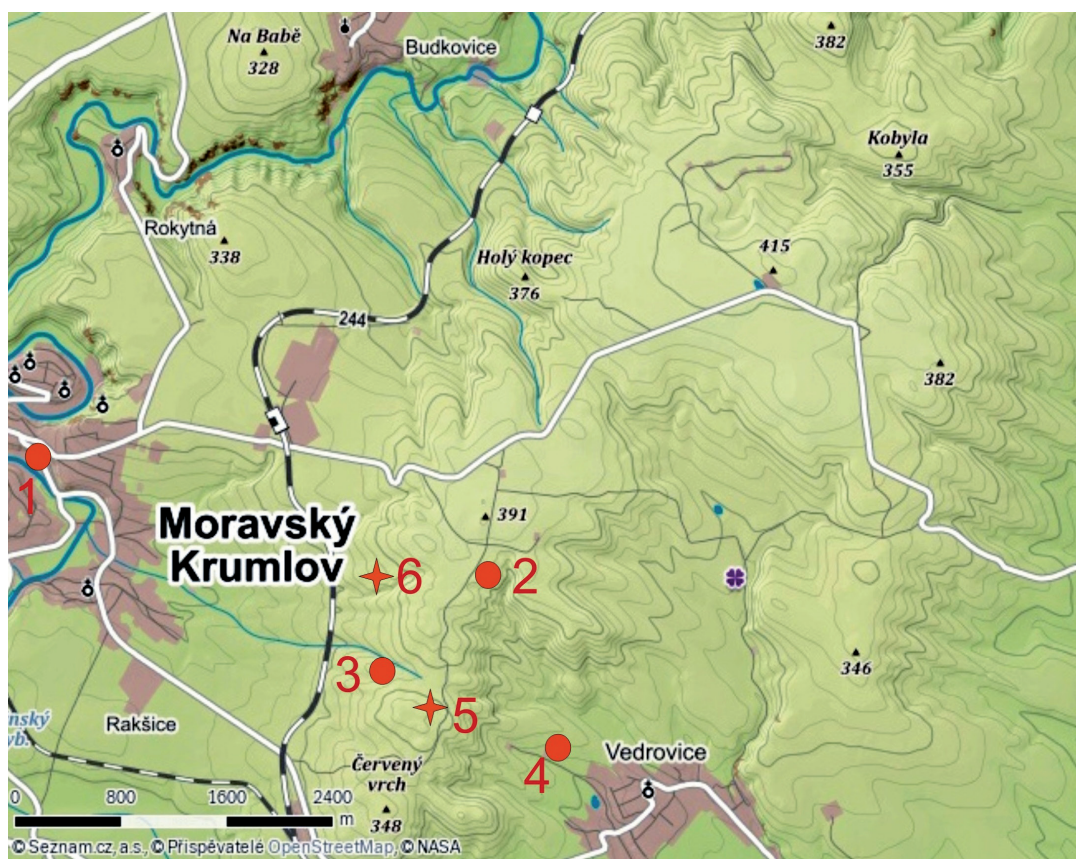 382
Na Babě
328
Budkovice
Kobyla
355
Rokytná
338
Holý kopec
376
415
244
382
1
Moravský
Krumlov
391
6
2
3
5
346
Rakšice
nský
yb.
Červený
vrch
348
4
Vedrovice
0 800 1600 2400
m
© Seznam.cz, a.s., © Přispěvatelé OpenStreetMap, © NASA